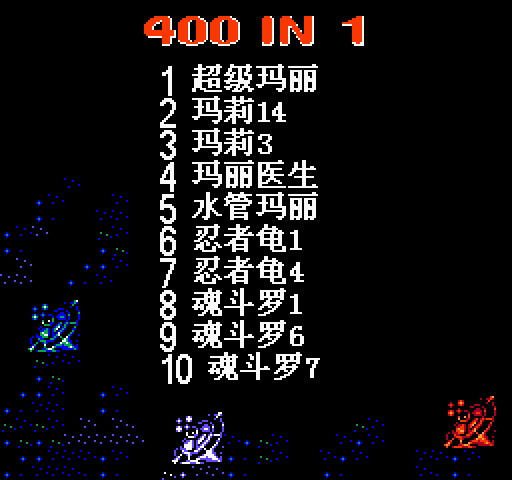 400 IN 1
1 超级玛丽
2 玛莉14
3 玛莉3
4 玛丽医生
5 水管玛丽
6 忍者龟1
7 忍者龟4
8 魂斗罗1
9 魂斗罗6
10 魂斗罗7